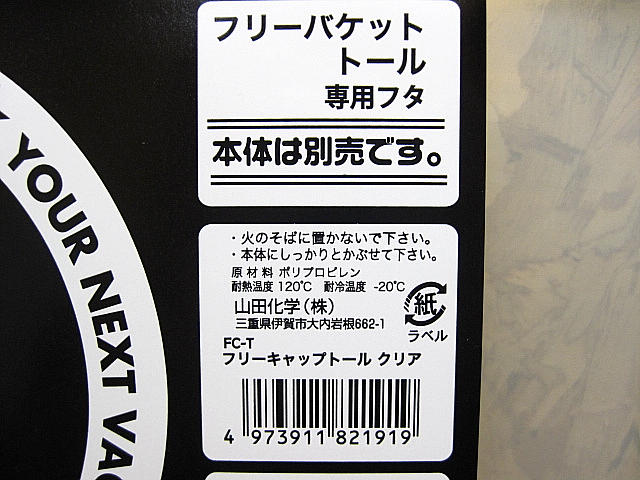 フリーバケット
トール
専用フタ
本体は別売です。
・火のそばに置かないで下さい。
・本体にしっかりとかぶせて下さい。
原材料 ポリプロピレン
耐熱温度 120℃ 耐冷温度 -20℃
山田化学(株)
三重県伊賀市大内岩根662-1
紙
ラベル
FC-T
フリーキャップトール クリア
4 973911 821919
YOUR NEXT VAC